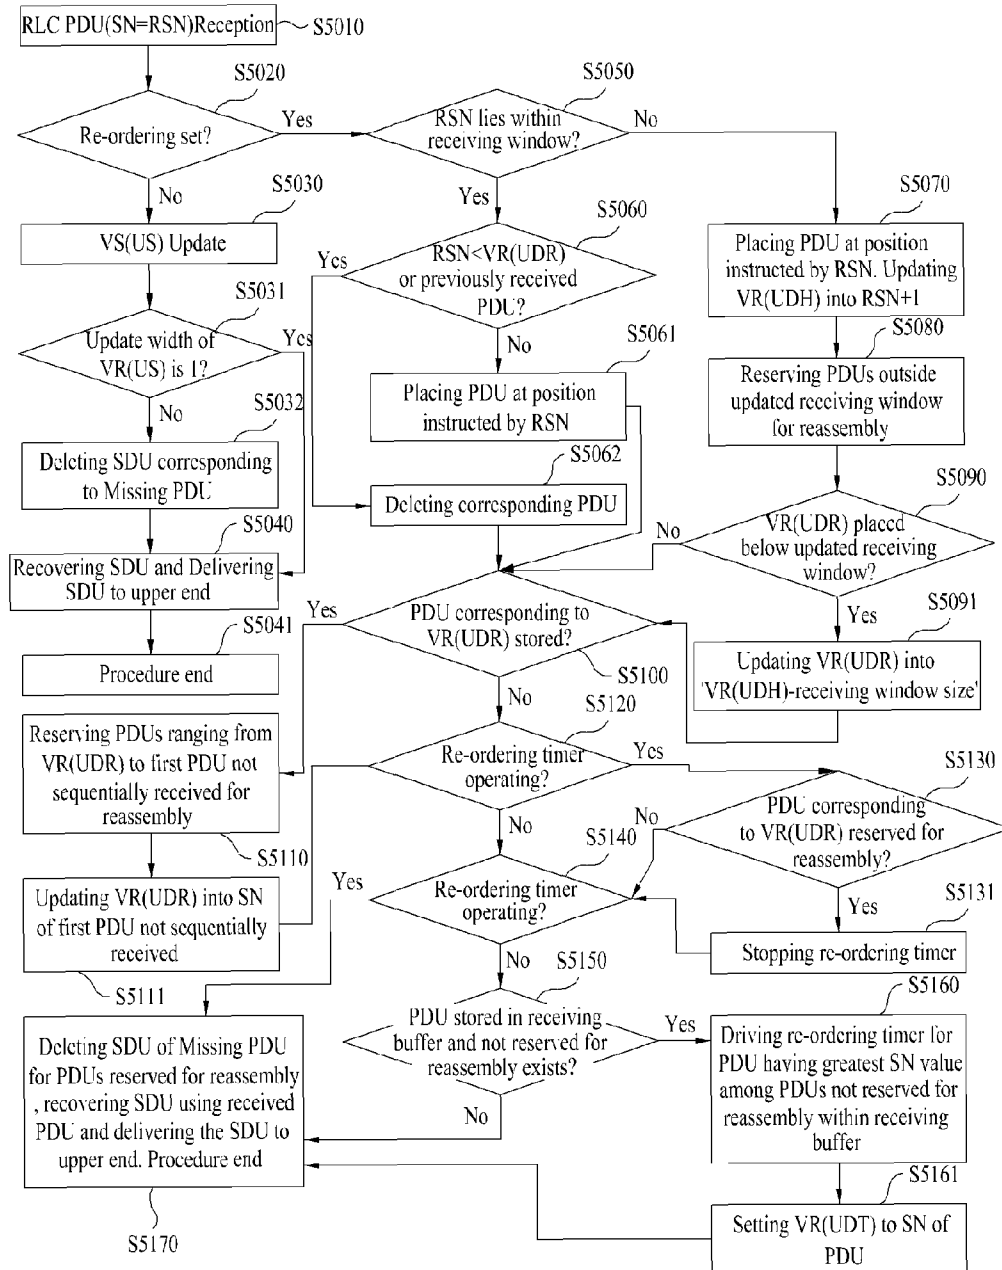 RLC PDU(SN=RSN)Reception
S5010
S5020
Re-ordering set?
Yes
No
S5050
RSN lies within
receiving window?
No
Yes
S5030
VS(US) Update
S5031
Update width of
VR(US) is 1?
Yes
No
S5032
Deleting SDU corresponding
to Missing PDU
S5040
Recovering SDU and Delivering
SDU to upper end
S5041
Procedure end
S5060
RSN<VR(UDR)
or previously received
PDU?
Yes
No
S5061
Placing PDU at position
instructed by RSN
S5062
Deleting corresponding PDU
S5070
Placing PDU at position
instructed by RSN. Updating
VR(UDH) into RSN+1
S5080
Reserving PDUs outside
updated receiving window
for reassembly
S5090
VR(UDR) placed
below updated receiving
window?
No
Yes
S5091
Updating VR(UDR) into
'VR(UDH)-receiving window size'
PDU corresponding to
VR(UDR) stored?
Yes
S5100
No
Reserving PDUs ranging from
VR(UDR) to first PDU not
sequentially received for
reassembly
S5110
Updating VR(UDR) into SN
of first PDU not sequentially
received
S5111
S5120
Re-ordering timer
operating?
Yes
No
S5130
PDU corresponding
to VR(UDR) reserved for
reassembly?
No
Yes
S5131
Stopping re-ordering timer
S5140
Re-ordering timer
operating?
Yes
No
S5150
PDU stored in receiving
buffer and not reserved for
reassembly exists?
Yes
No
S5160
Driving re-ordering timer for
PDU having greatest SN value
among PDUs not reserved for
reassembly within receiving
buffer
S5161
Setting VR(UDT) to SN of
PDU
Deleting SDU of Missing PDU
for PDUs reserved for reassembly
, recovering SDU using received
PDU and delivering the SDU to
upper end. Procedure end
S5170